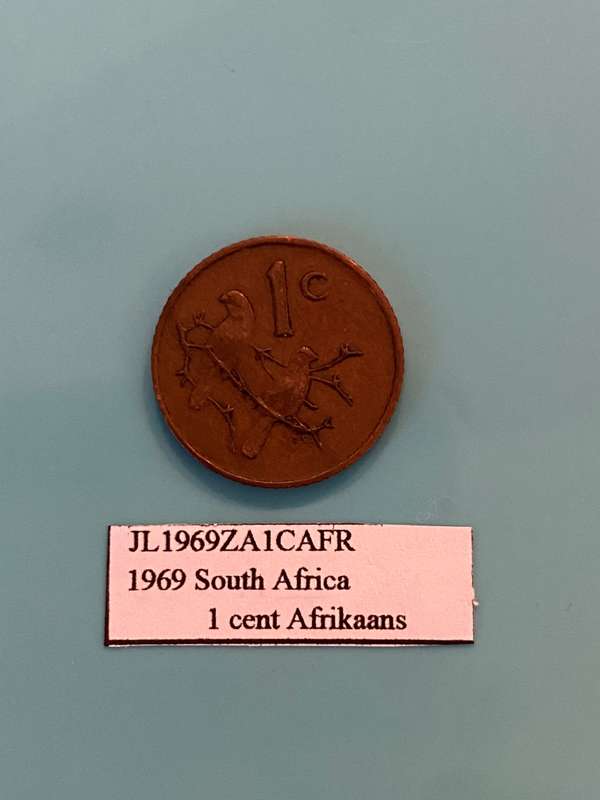 1C
JL1969ZA1CAFR
1969 South Africa
1 cent Afrikaans